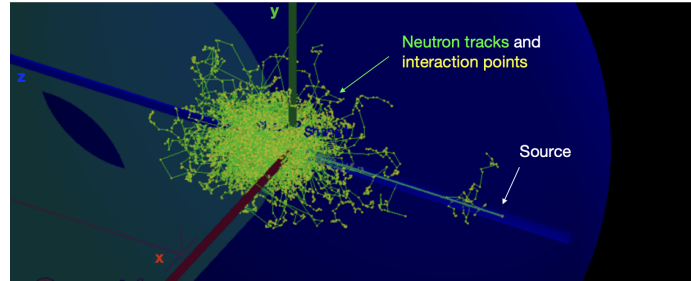 y
Neutron tracks and
interaction points
z
Source
x